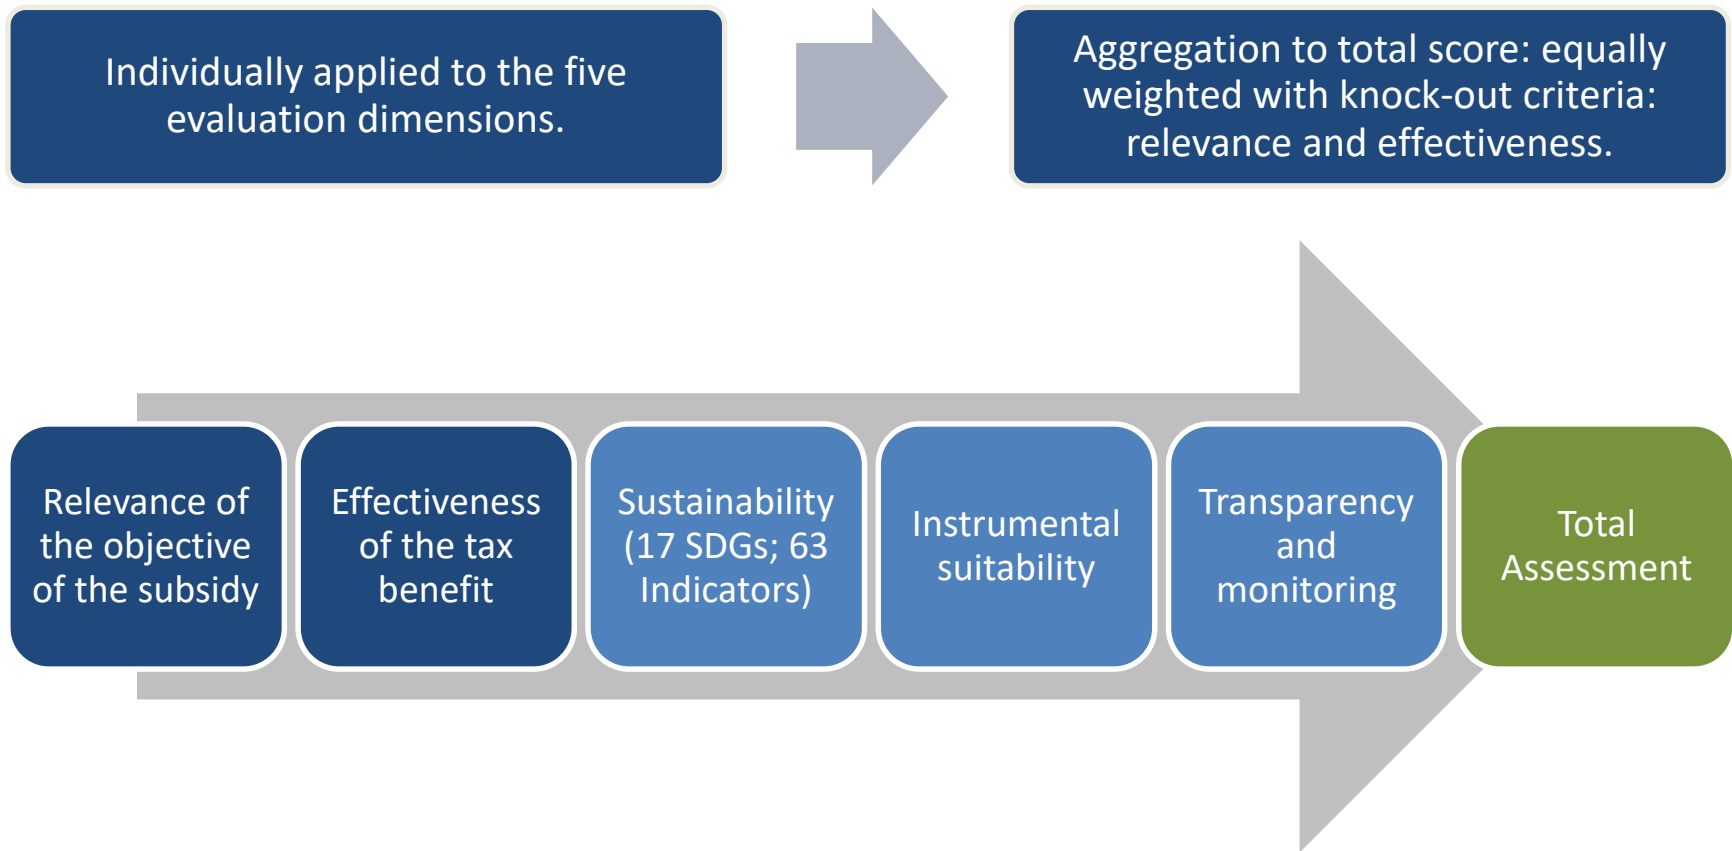 Individually applied to the five
evaluation dimensions.
Aggregation to total score: equally
weighted with knock-out criteria:
relevance and effectiveness.
Relevance of
the objective
of the subsidy
Effectiveness
of the tax
benefit
Sustainability
(17 SDGs; 63
Indicators)
Instrumental
suitability
Transparency
and
monitoring
Total
Assessment